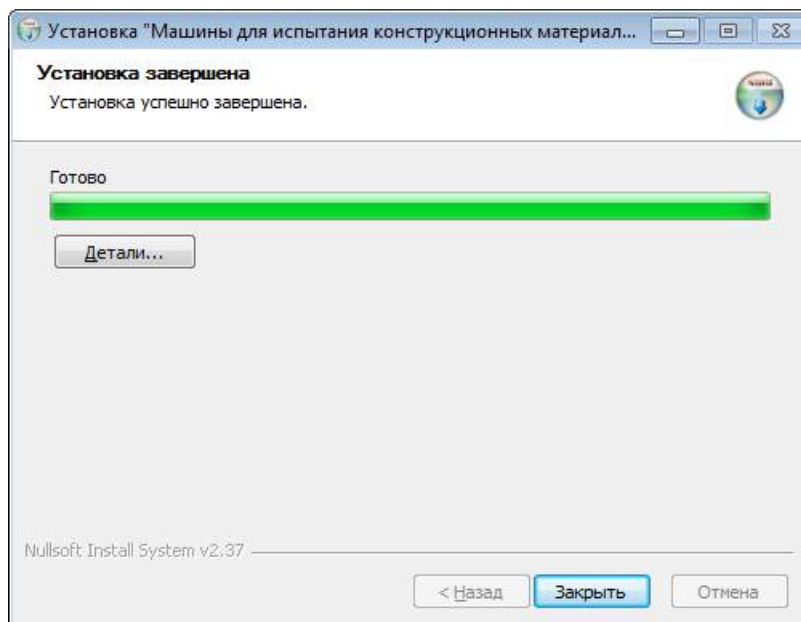 Установка "Машины для испытания конструкционных материал...
Установка завершена
Установка успешно завершена.
Готово
Детали...
Nullsoft Install System v2.37
< Назад
Закрыть
Отмена